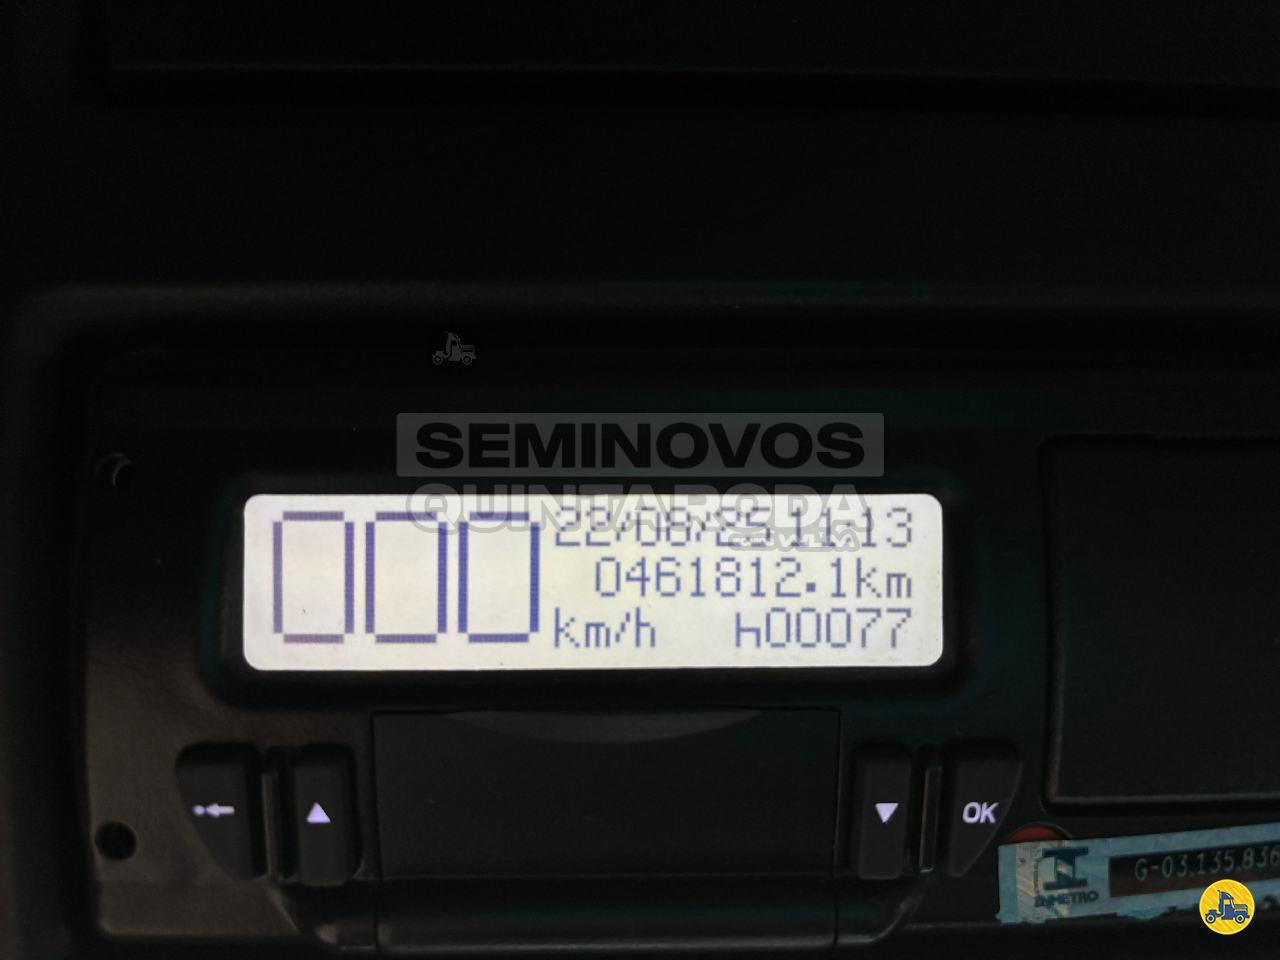 SEMINOVOS
QUINTARODA
000
22/08/25 11:13
0461812.1km
km/h h00077
OK
INMETRO
G-03.135.836